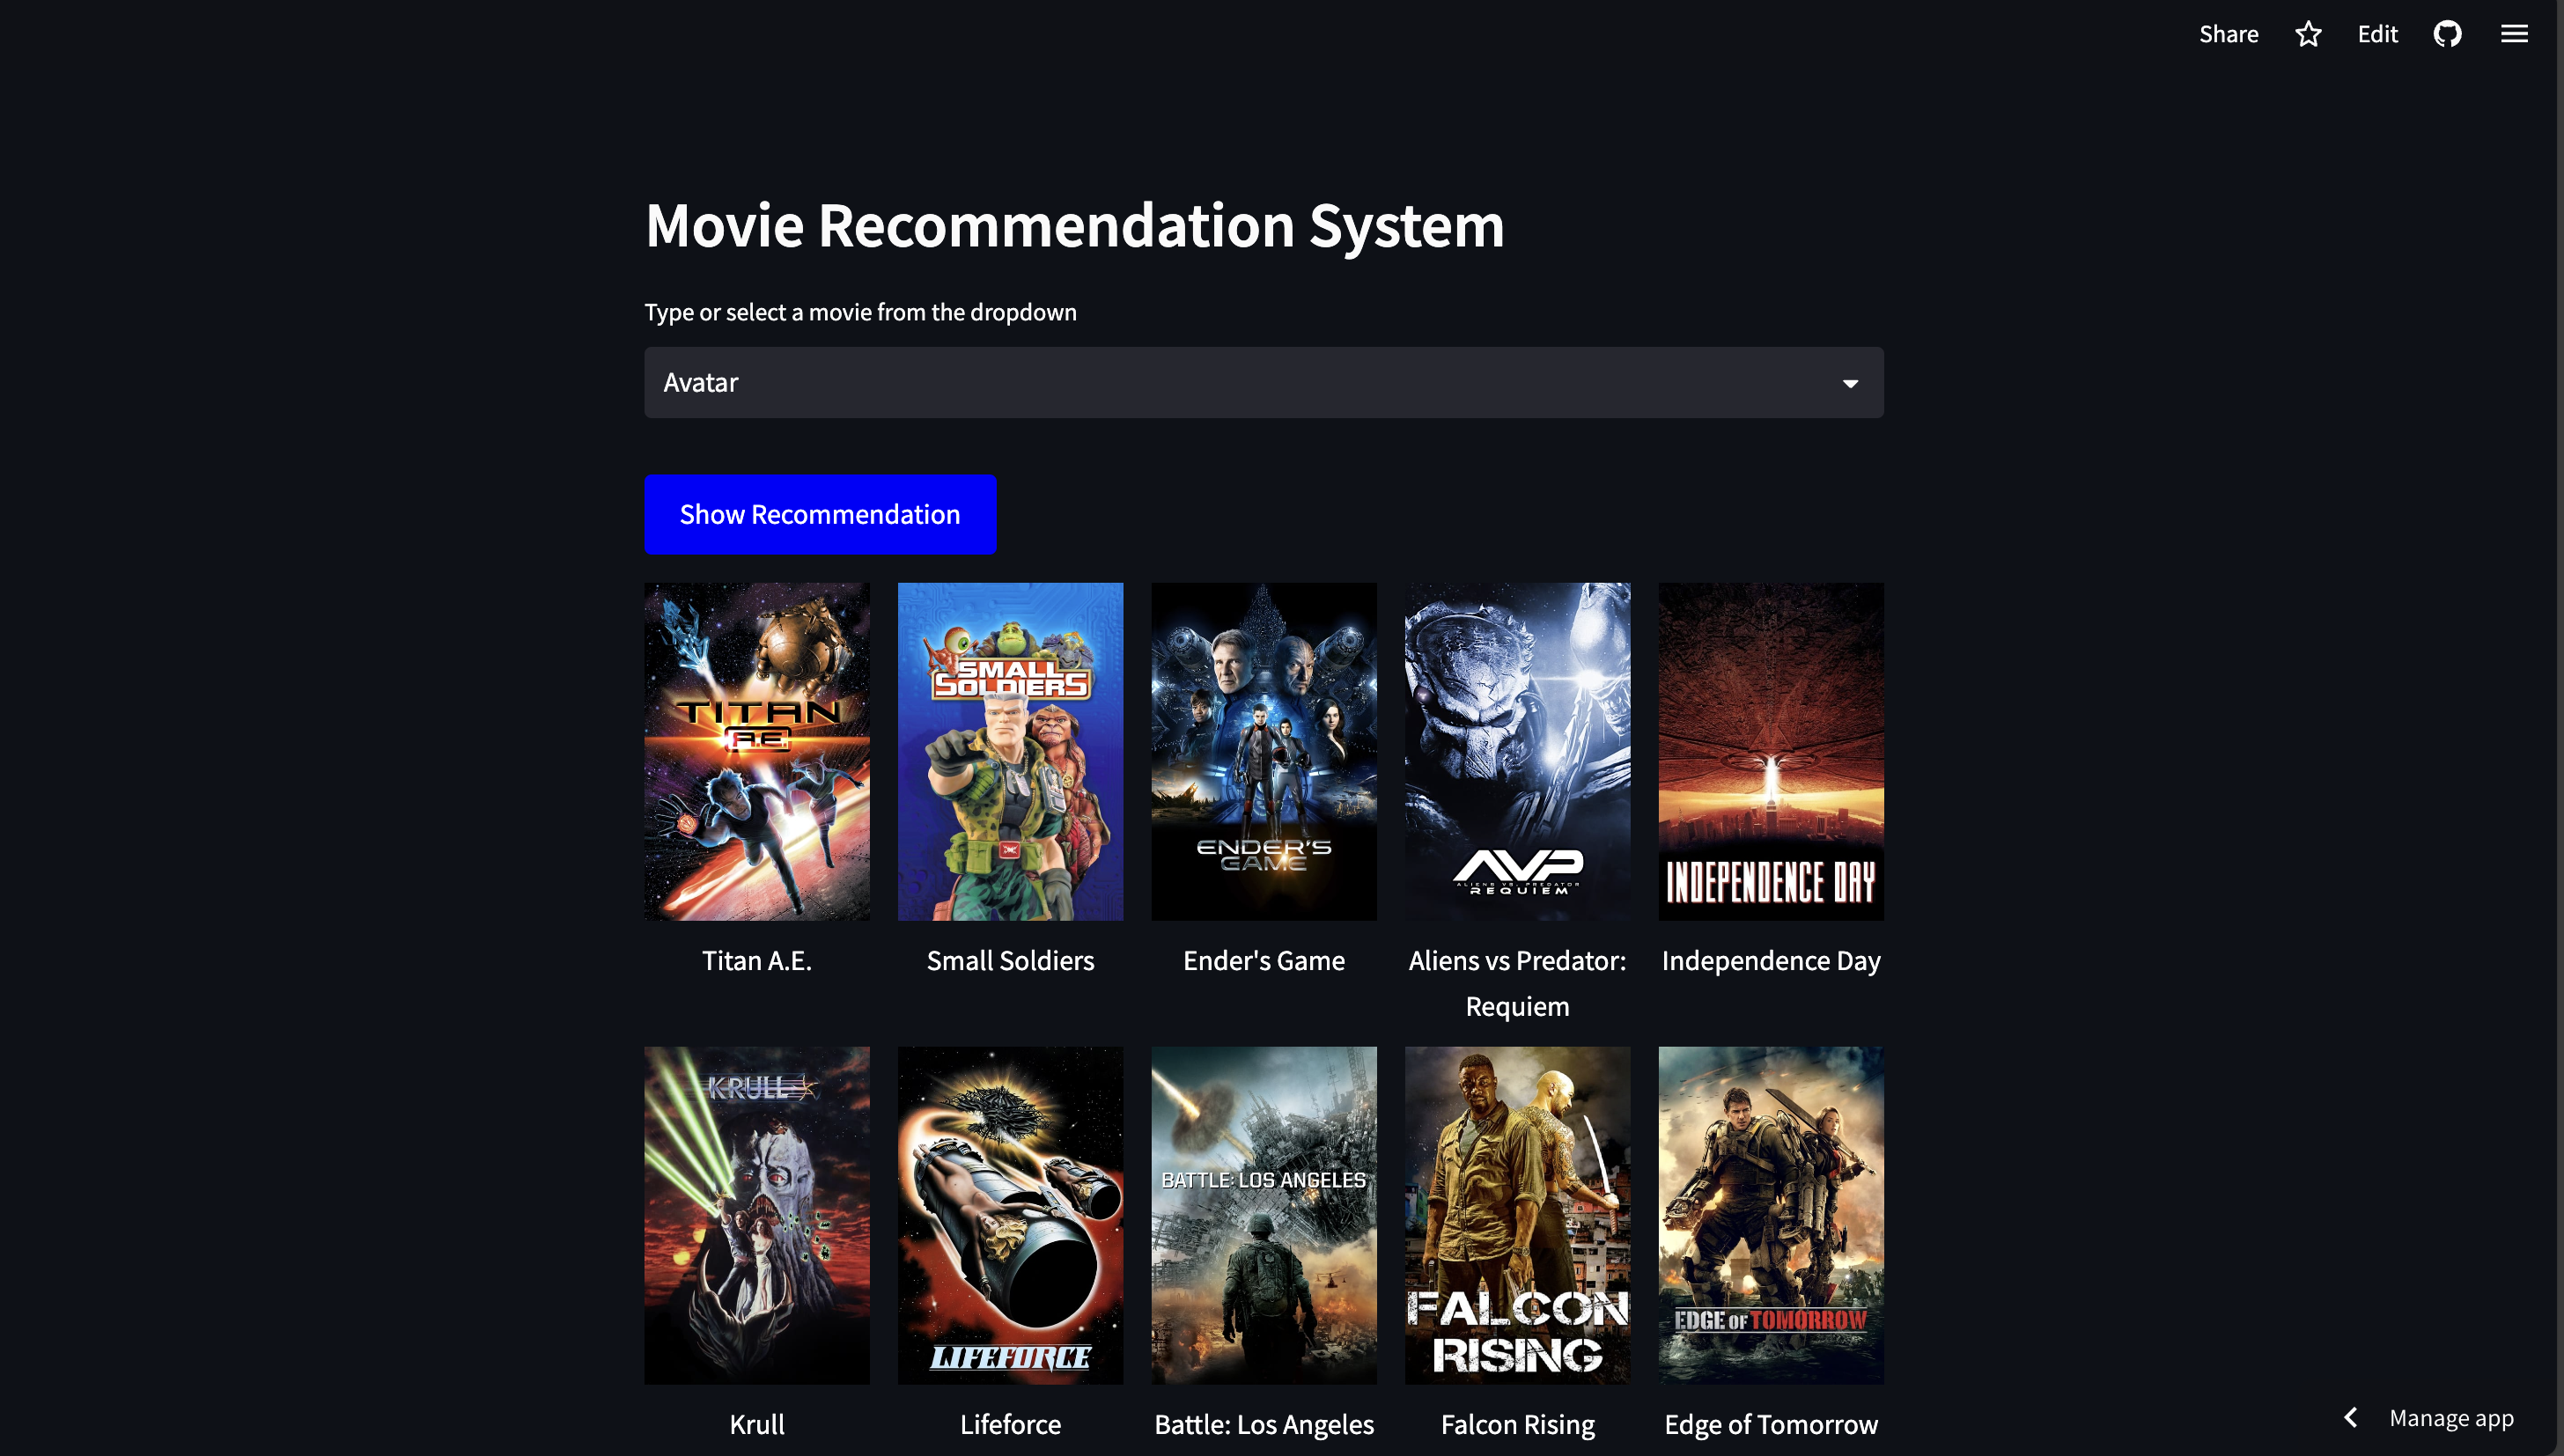 Share
Edit
Movie Recommendation System
Type or select a movie from the dropdown
Avatar
Show Recommendation
TITAN
A.E.
SMALL
SOLDIERS
ENDER'S
GAME
AVP
ALIENS VS. PREDATOR
REQUIEM
INDEPENDENCE DAY
Titan A.E.
Small Soldiers
Ender's Game
Aliens vs Predator:
Requiem
Independence Day
KRULL
LIFEFORCE
BATTLE: LOS ANGELES
FALCON
RISING
EDGE OF TOMORROW
Krull
Lifeforce
Battle: Los Angeles
Falcon Rising
Edge of Tomorrow
Manage app